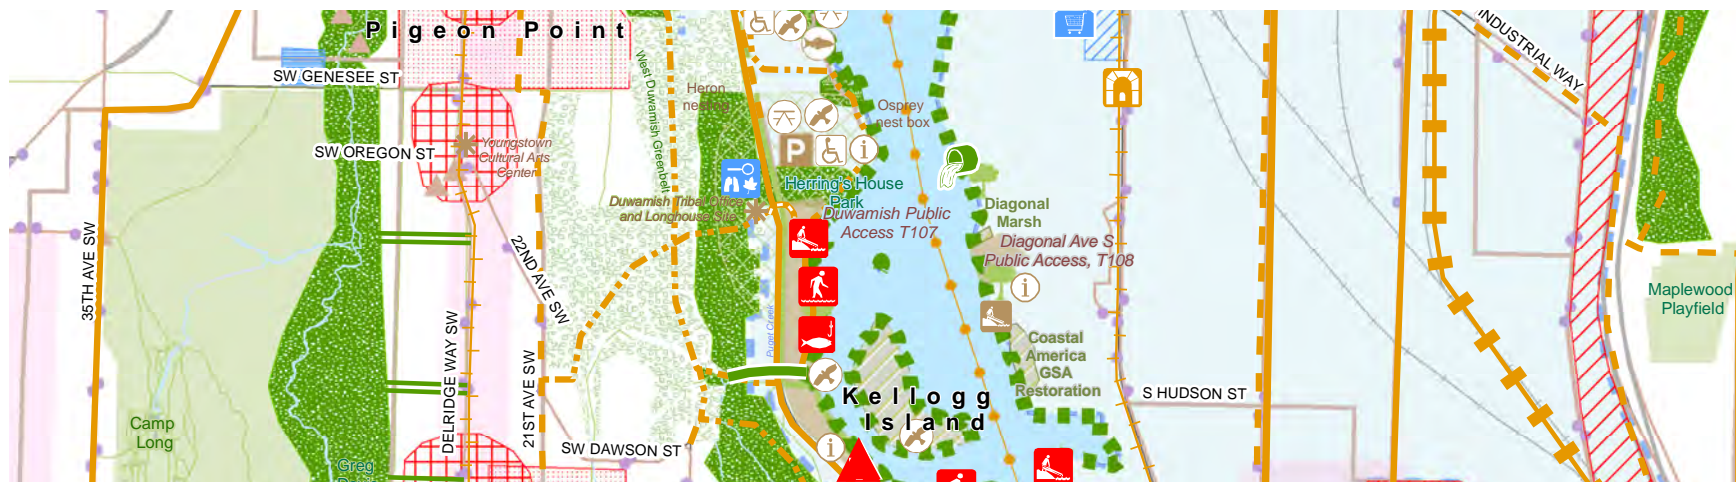 Pigeon Point
INDUSTRIAL WAY
SW GENESEE ST
West Duwamish Greenbelt
Heron
nesting
Osprey
nest box
SW OREGON ST
Youngstown
Cultural Arts
Center
P
i
Herring's House
Park
Duwamish Tribal Office
and Longhouse Site
Duwamish Public
Access T107
Diagonal
Marsh
Diagonal Ave S
Public Access, T108
35TH AVE SW
22ND AVE SW
i
Maplewood
Playfield
Puget Creek
DELRIDGE WAY SW
21ST AVE SW
Coastal
America
GSA
Restoration
Kellogg
Island
S HUDSON ST
Camp
Long
SW DAWSON ST
i
Greg